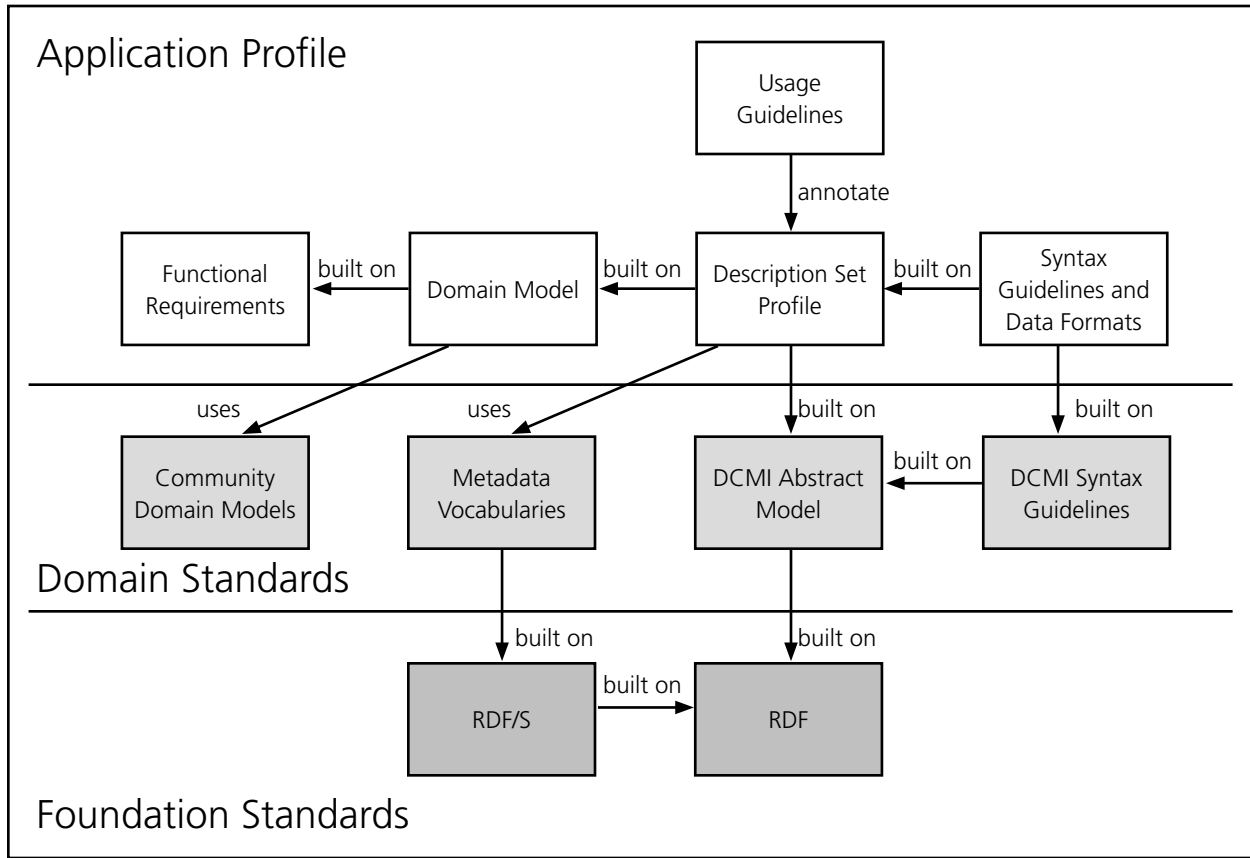 Application Profile
Usage
Guidelines
annotate
Functional
Requirements
built on
Domain Model
built on
Description Set
Profile
built on
Syntax
Guidelines and
Data Formats
uses
uses
built on
built on
Community
Domain Models
Metadata
Vocabularies
DCMI Abstract
Model
built on
DCMI Syntax
Guidelines
Domain Standards
built on
built on
RDF/S
built on
RDF
Foundation Standards